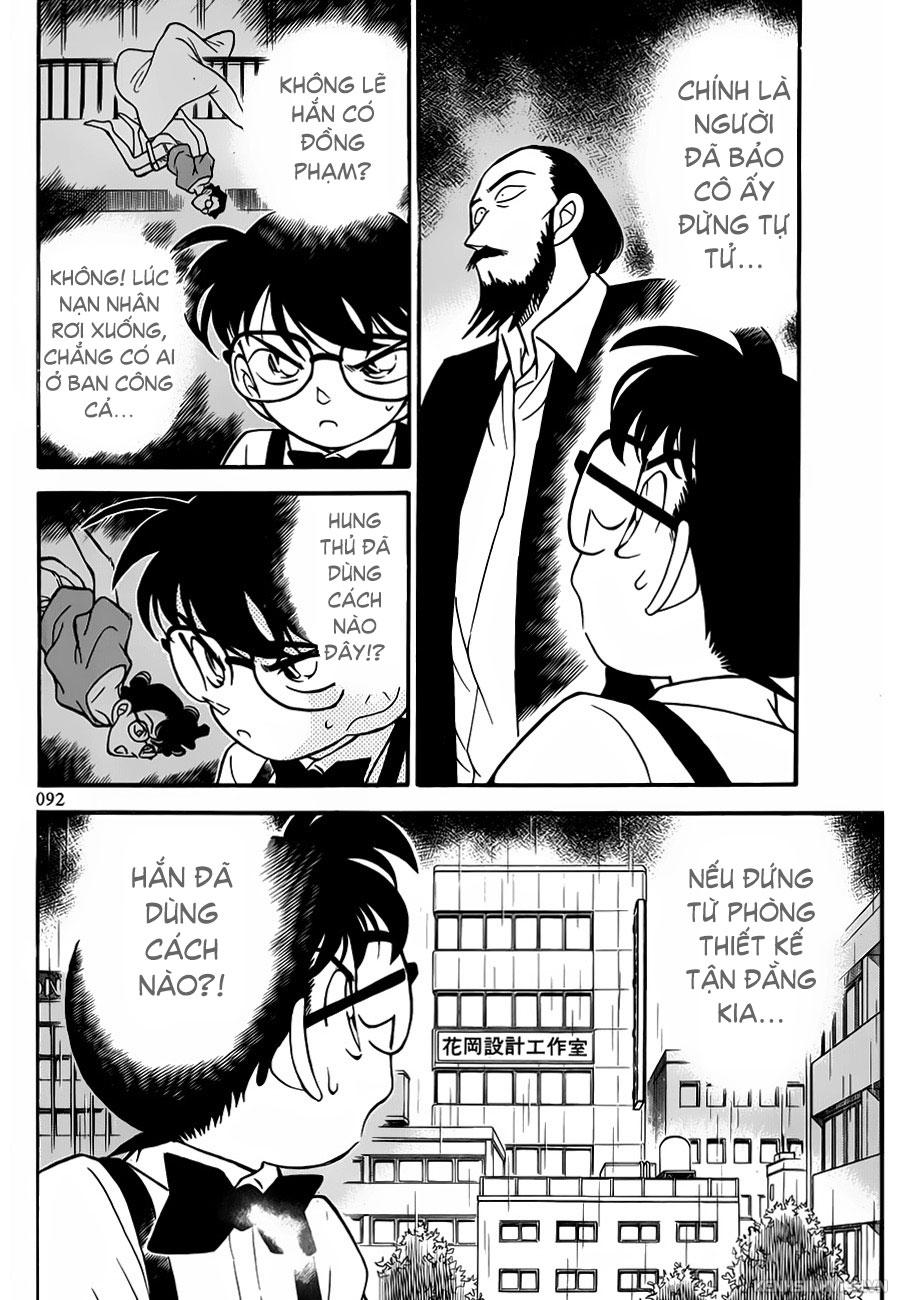 CHÍNH LÀ
NGƯỜI
ĐÃ BẢO
CÔ ẤY
ĐỪNG TỰ
TỬ...
KHÔNG LẼ
HẮN CÓ
ĐỒNG
PHẠM?
KHÔNG! LÚC
NẠN NHÂN
RƠI XUỐNG,
CHẲNG CÓ AI
Ở BAN CÔNG
CẢ...
HUNG
THỦ ĐÃ
DÙNG
CÁCH
NÀO
ĐÂY!?
092
NẾU ĐỨNG
TỪ PHÒNG
THIẾT KẾ
TẬN ĐẰNG
KIA...
花岡設計工作室
HẮN ĐÃ
DÙNG
CÁCH
NÀO?!